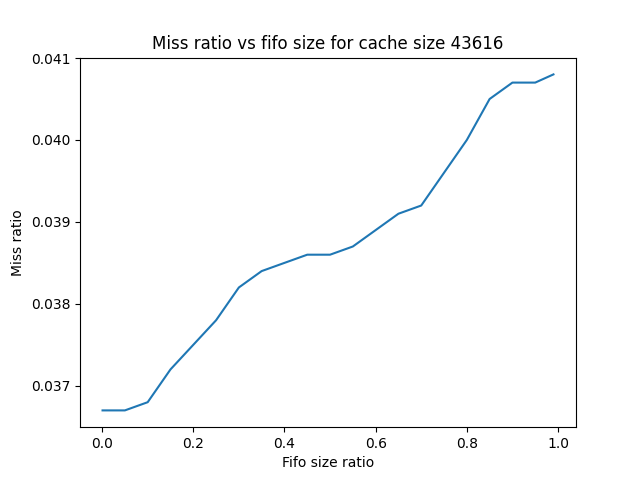 Miss ratio vs fifo size for cache size 43616
0.041
0.040
0.039
0.038
0.037
Miss ratio
0.0 0.2 0.4 0.6 0.8 1.0
Fifo size ratio